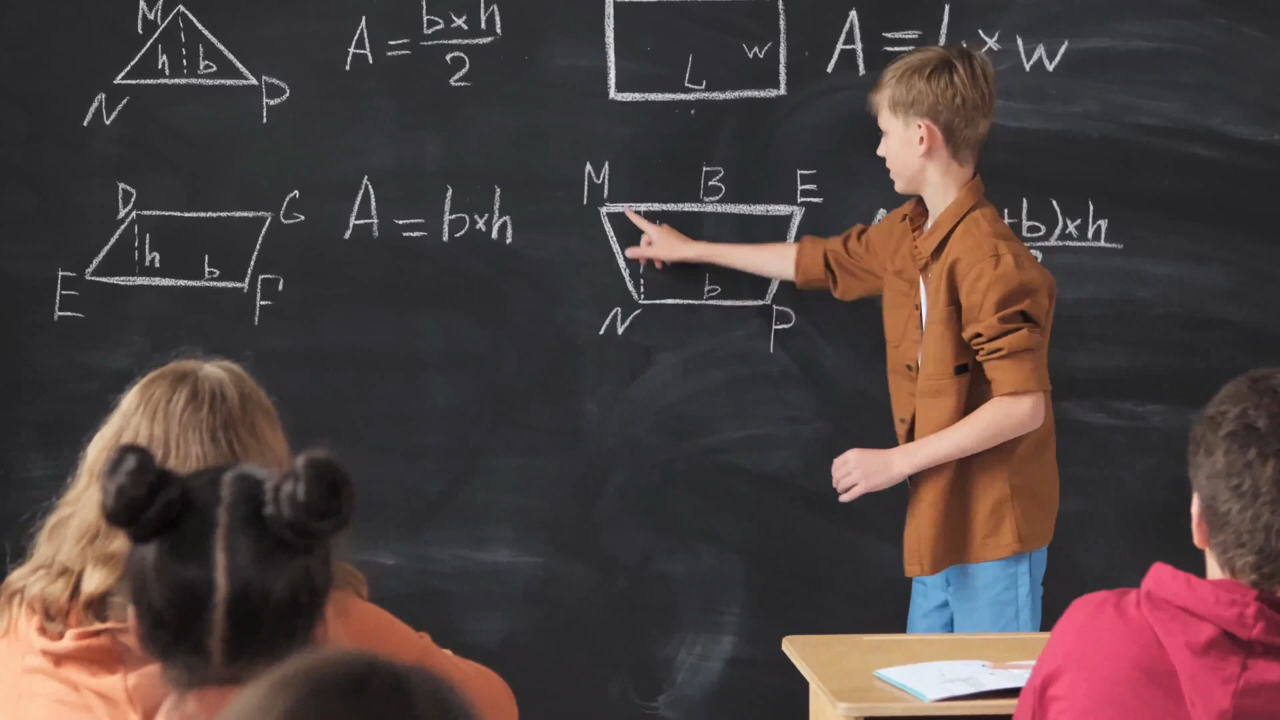 M
h b
N P
A = b×h/2
L w
A = L × w
D G
h b
E F
A = b×h
M B E
b
N P
+b)×h